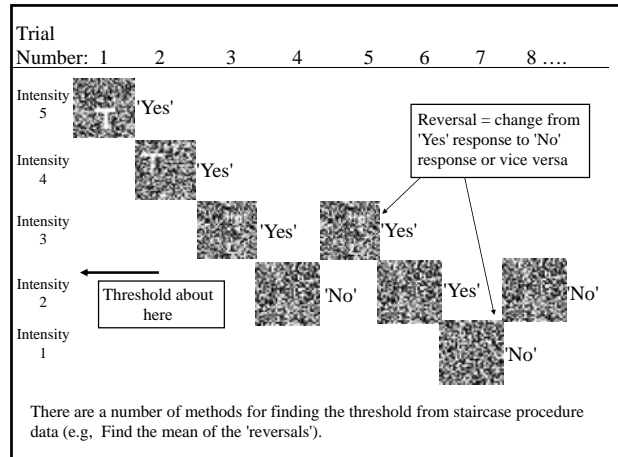 Trial
Number: 1 2 3 4 5 6 7 8 ....
Intensity
5
'Yes'
Reversal = change from
'Yes' response to 'No'
response or vice versa
Intensity
4
'Yes'
Intensity
3
'Yes'
'Yes'
Intensity
2
Threshold about
here
'No'
'Yes'
'No'
Intensity
1
'No'
There are a number of methods for finding the threshold from staircase procedure
data (e.g, Find the mean of the 'reversals').
T
T